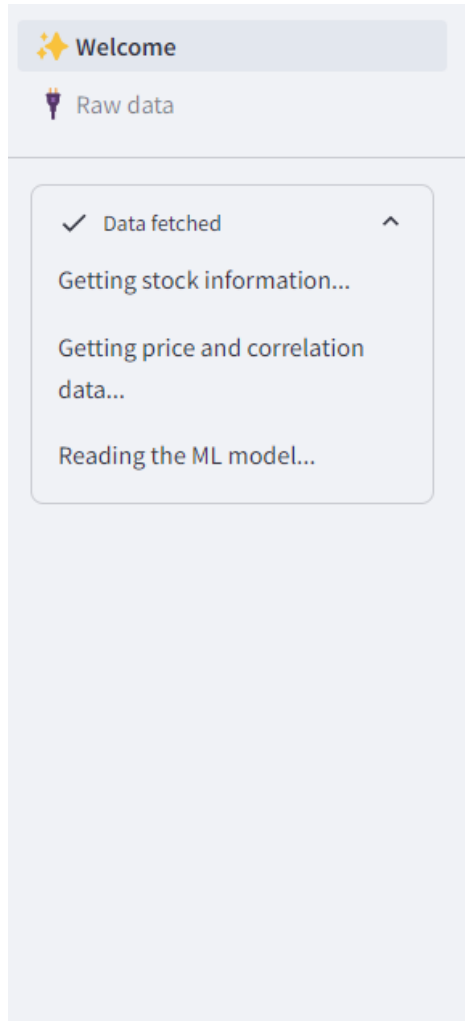 Welcome
Raw data
Data fetched
Getting stock information...
Getting price and correlation
data...
Reading the ML model...